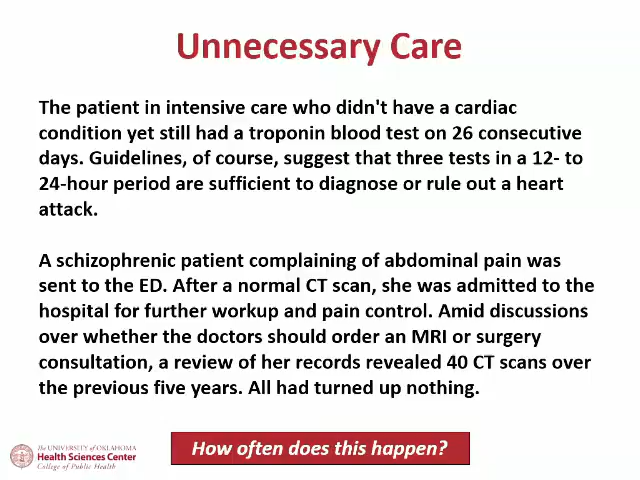 Unnecessary Care
The patient in intensive care who didn't have a cardiac
condition yet still had a troponin blood test on 26 consecutive
days. Guidelines, of course, suggest that three tests in a 12- to
24-hour period are sufficient to diagnose or rule out a heart
attack.
A schizophrenic patient complaining of abdominal pain was
sent to the ED. After a normal CT scan, she was admitted to the
hospital for further workup and pain control. Amid discussions
over whether the doctors should order an MRI or surgery
consultation, a review of her records revealed 40 CT scans over
the previous five years. All had turned up nothing.
How often does this happen?
The UNIVERSITY of OKLAHOMA
Health Sciences Center
College of Public Health